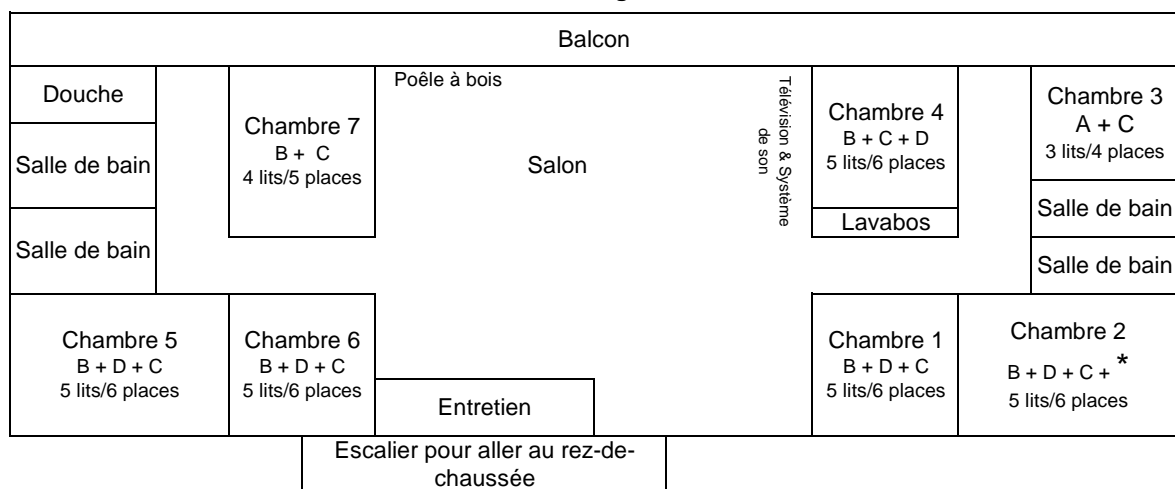 Balcon
Douche
Salle de bain
Salle de bain
Chambre 7
B + C
4 lits/5 places
Poêle à bois
Salon
Télévision & Système
de son
Chambre 4
B + C + D
5 lits/6 places
Lavabos
Chambre 3
A + C
3 lits/4 places
Salle de bain
Salle de bain
Chambre 5
B + D + C
5 lits/6 places
Chambre 6
B + D + C
5 lits/6 places
Entretien
Chambre 1
B + D + C
5 lits/6 places
Chambre 2
B + D + C + *
5 lits/6 places
Escalier pour aller au rez-de-
chaussée